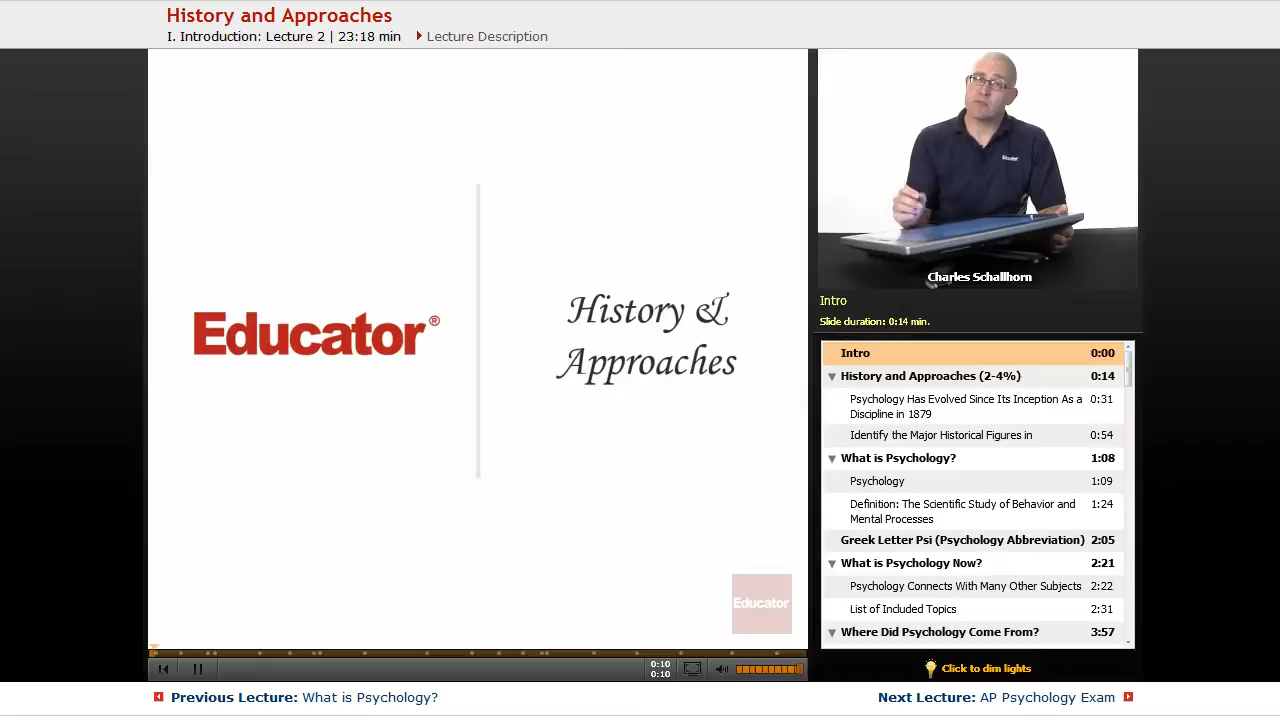 History and Approaches
I. Introduction: Lecture 2 | 23:18 min
Lecture Description
Educator®
History &
Approaches
Educator
Educator
Charles Schallhorn
Intro
Slide duration: 0:14 min.
Intro 0:00
History and Approaches (2-4%) 0:14
Psychology Has Evolved Since Its Inception As a 0:31
Discipline in 1879
Identify the Major Historical Figures in 0:54
What is Psychology? 1:08
Psychology 1:09
Definition: The Scientific Study of Behavior and 1:24
Mental Processes
Greek Letter Psi (Psychology Abbreviation) 2:05
What is Psychology Now? 2:21
Psychology Connects With Many Other Subjects 2:22
List of Included Topics 2:31
Where Did Psychology Come From? 3:57
0:10
0:10
Click to dim lights
Previous Lecture: What is Psychology?
Next Lecture: AP Psychology Exam